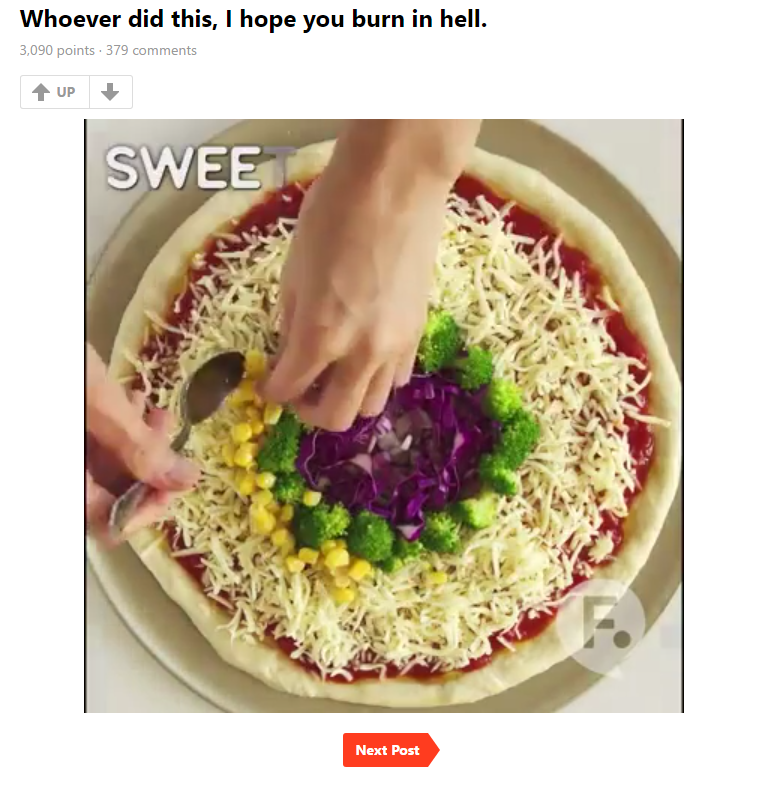 Whoever did this, I hope you burn in hell.
3,090 points · 379 comments
UP
SWEET
F.
Next Post